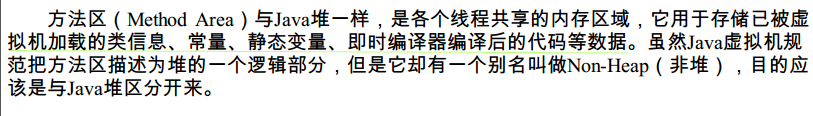 方法区（Method Area）与Java堆一样，是各个线程共享的内存区域，它用于存储已被虚
拟机加载的类信息、常量、静态变量、即时编译器编译后的代码等数据。虽然Java虚拟机规
范把方法区描述为堆的一个逻辑部分，但是它却有一个别名叫做Non-Heap（非堆），目的应
该是与Java堆区分开来。